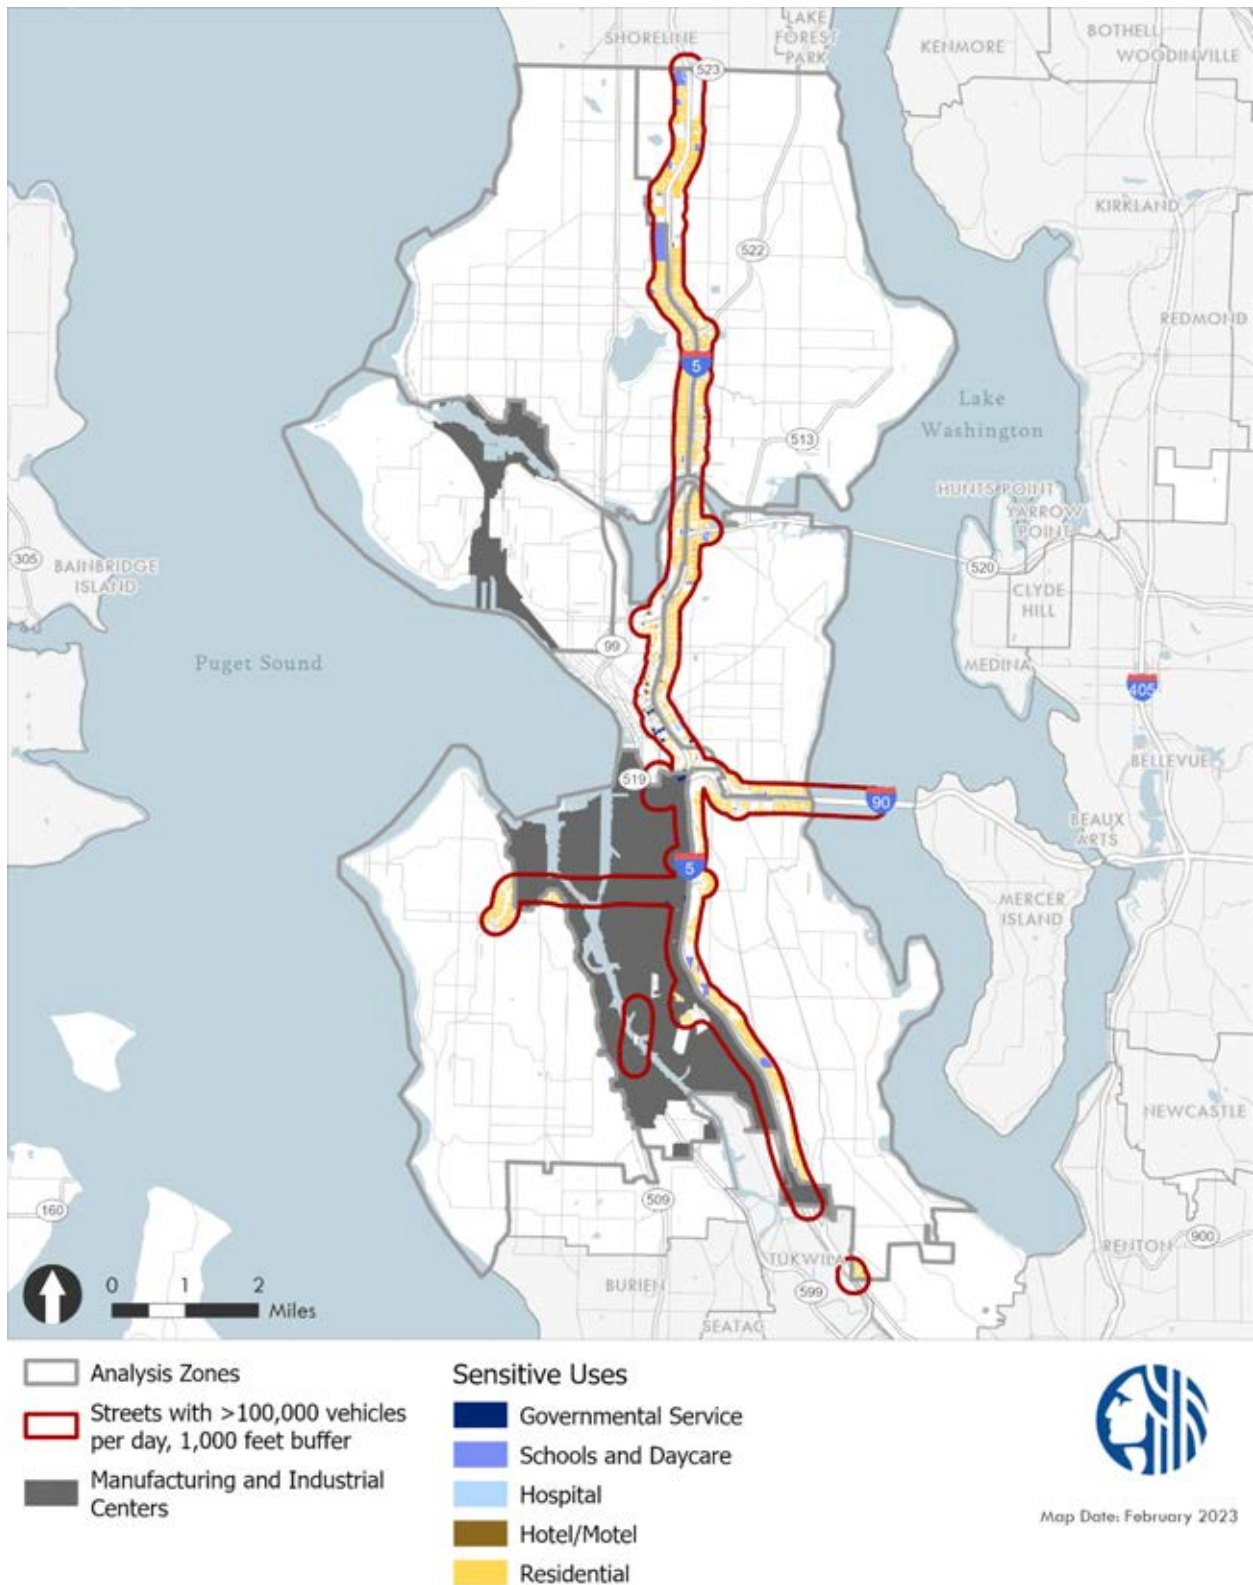 SHORELINE
LAKE
FOREST
PARK
KENMORE
BOTHELL
WOODINVILLE
523
522
KIRKLAND
REDMOND
5
Lake
Washington
513
HUNTS POINT
YARROW
POINT
305
BAINBRIDGE
ISLAND
520
CLYDE
HILL
99
Puget Sound
MEDINA
405
BELLEVUE
519
90
BEAUX
ARTS
5
MERCER
ISLAND
NEWCASTLE
160
509
900
RENTON
TUKWILA
BURIEN
599
SEATAC
0 1 2
Miles
Analysis Zones
Streets with >100,000 vehicles
per day, 1,000 feet buffer
Manufacturing and Industrial
Centers
Sensitive Uses
Governmental Service
Schools and Daycare
Hospital
Hotel/Motel
Residential
Map Date: February 2023